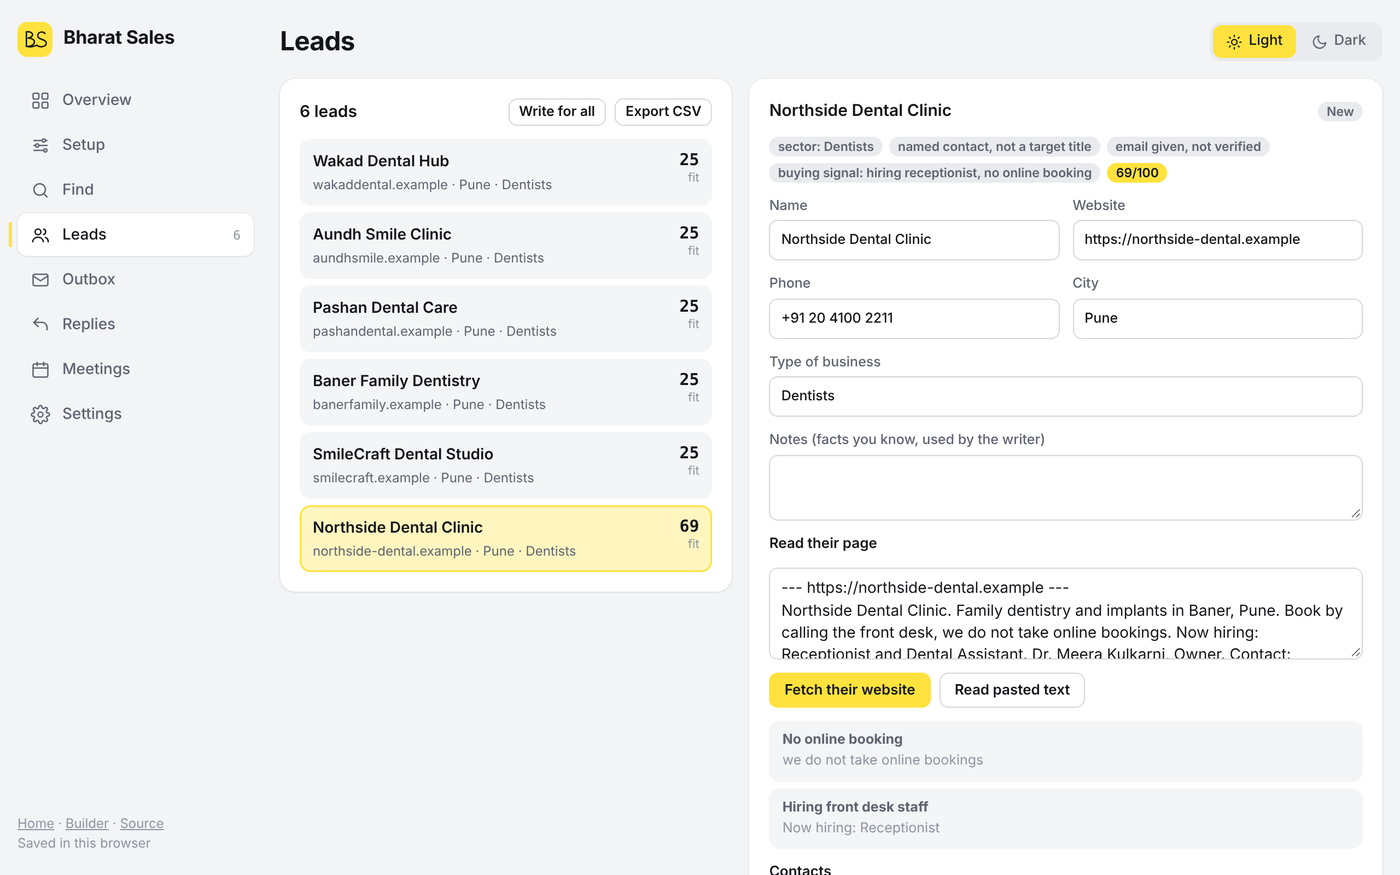 BS Bharat Sales
Overview
Setup
Find
Leads 6
Outbox
Replies
Meetings
Settings
Home · Builder · Source
Saved in this browser
Leads
Light Dark
6 leads Write for all Export CSV
Wakad Dental Hub 25
wakaddental.example · Pune · Dentists fit
Aundh Smile Clinic 25
aundhsmile.example · Pune · Dentists fit
Pashan Dental Care 25
pashandental.example · Pune · Dentists fit
Baner Family Dentistry 25
banerfamily.example · Pune · Dentists fit
SmileCraft Dental Studio 25
smilecraft.example · Pune · Dentists fit
Northside Dental Clinic 69
northside-dental.example · Pune · Dentists fit
Northside Dental Clinic New
sector: Dentists named contact, not a target title email given, not verified
buying signal: hiring receptionist, no online booking 69/100
Name Website
Northside Dental Clinic https://northside-dental.example
Phone City
+91 20 4100 2211 Pune
Type of business
Dentists
Notes (facts you know, used by the writer)
Read their page
--- https://northside-dental.example ---
Northside Dental Clinic. Family dentistry and implants in Baner, Pune. Book by
calling the front desk, we do not take online bookings. Now hiring:
Receptionist and Dental Assistant. Dr. Meera Kulkarni, Owner. Contact:
Fetch their website Read pasted text
No online booking
we do not take online bookings
Hiring front desk staff
Now hiring: Receptionist
Contacts